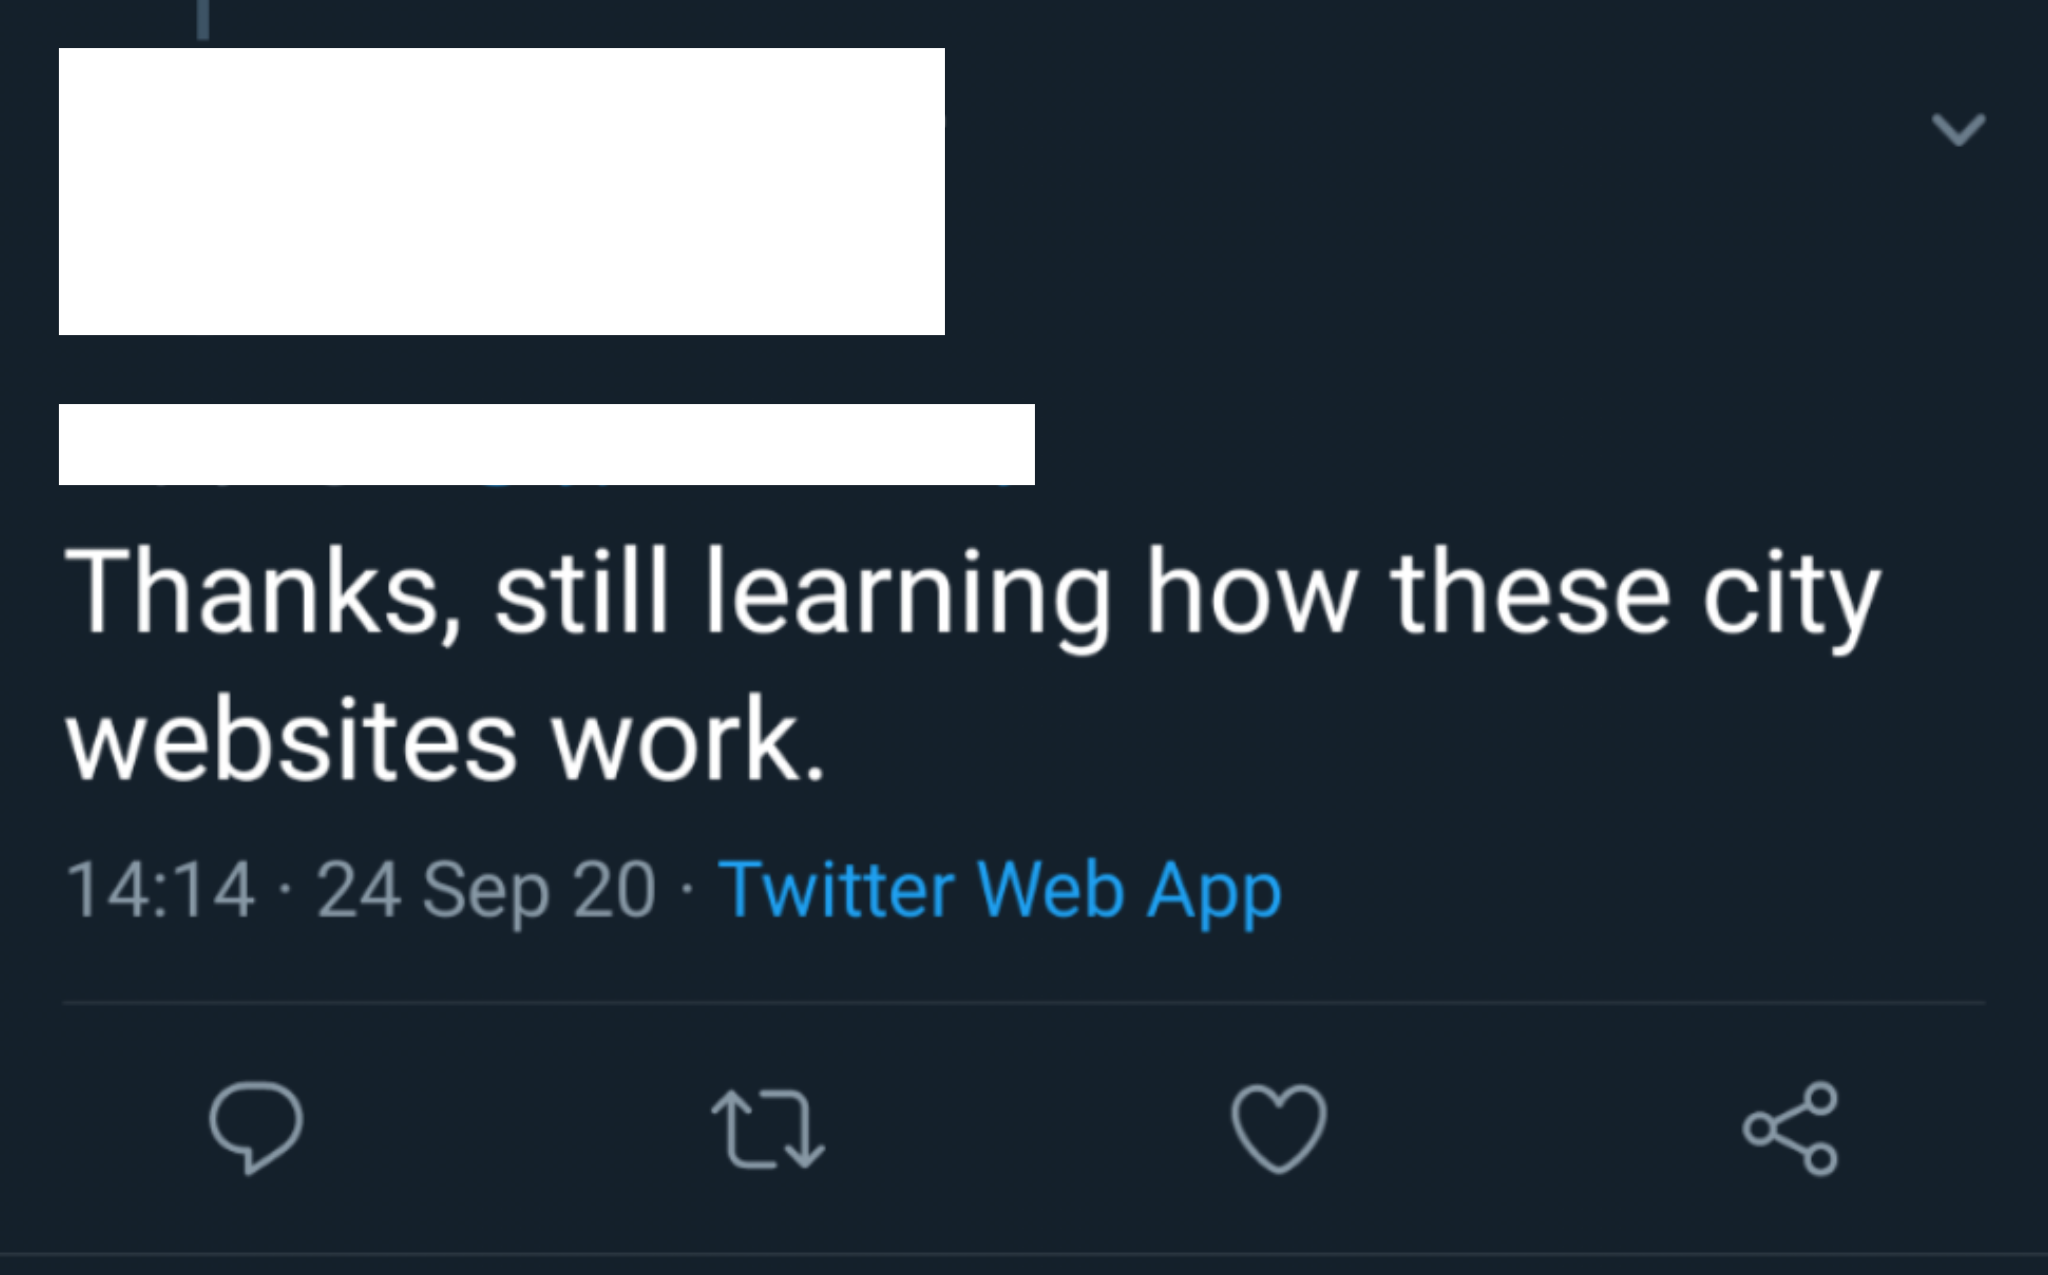 Thanks, still learning how these city
websites work.
14:14 · 24 Sep 20 · Twitter Web App